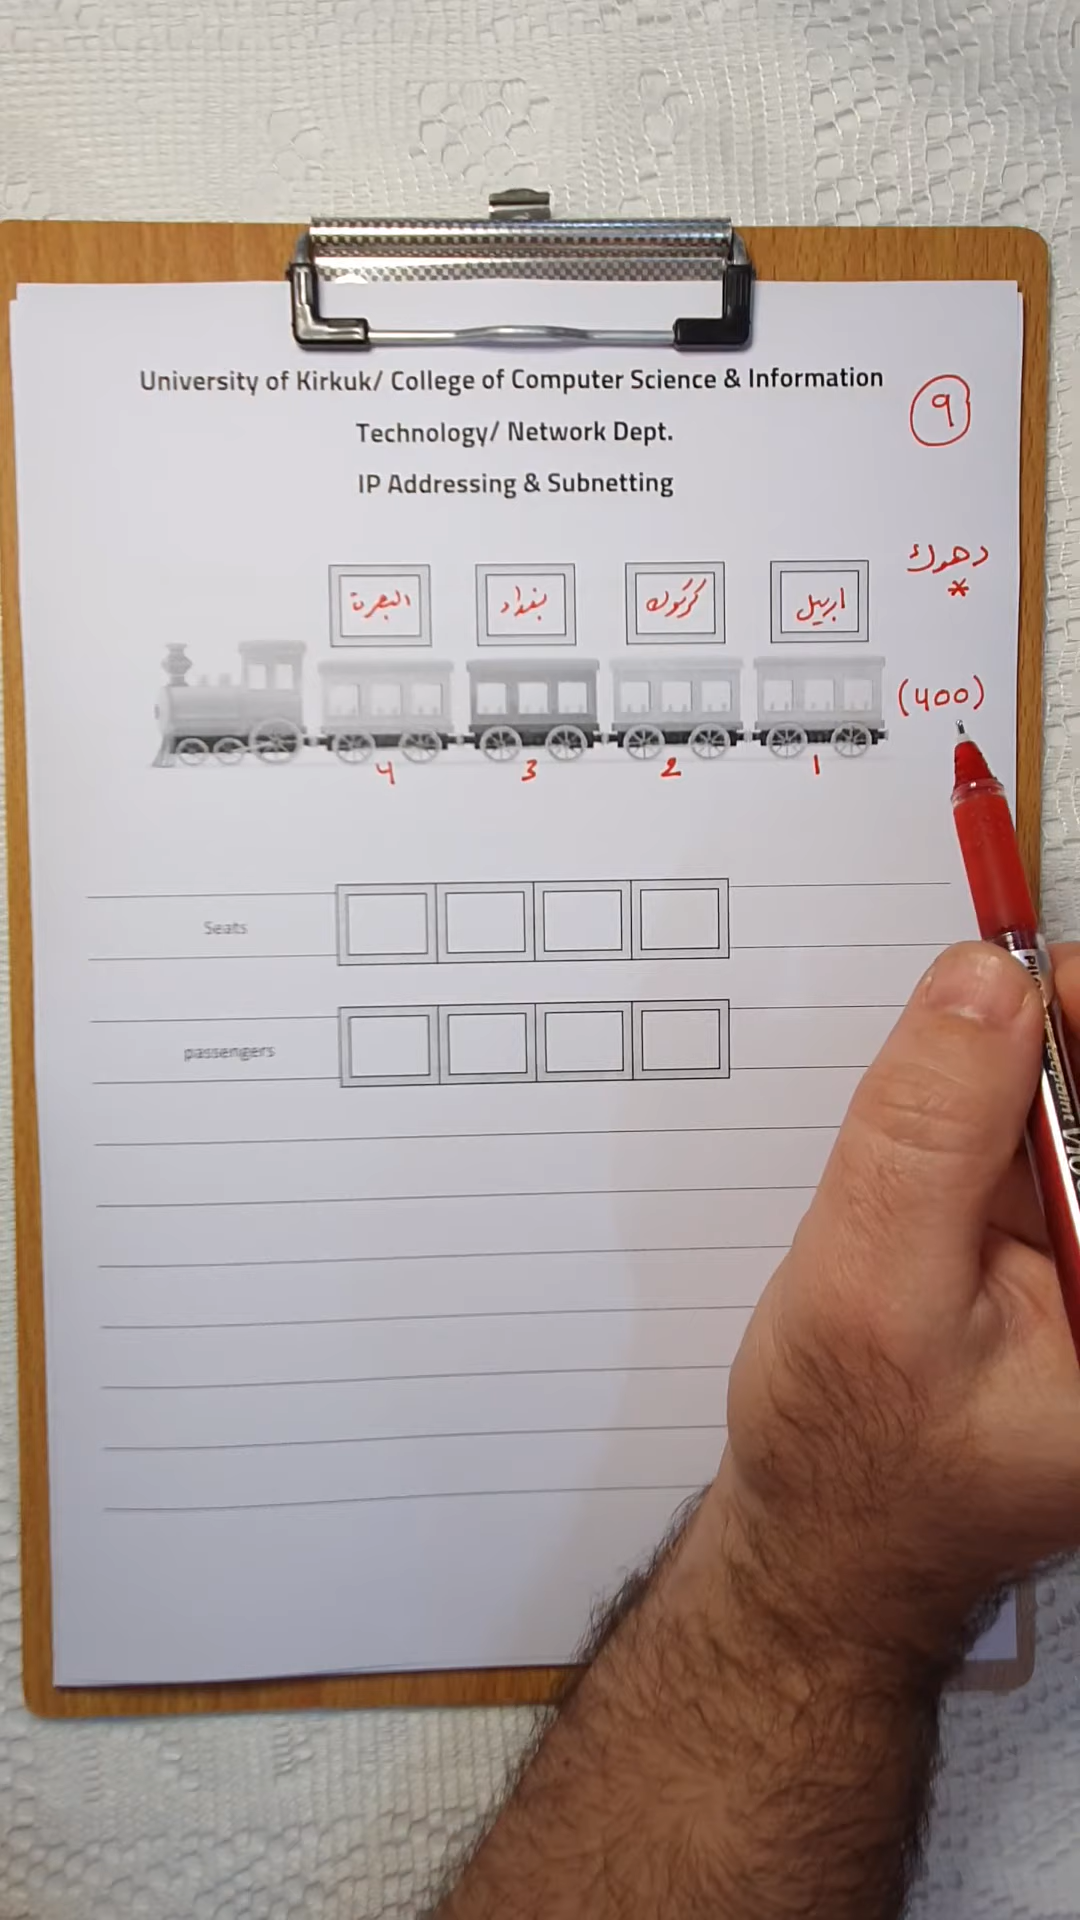 University of Kirkuk/ College of Computer Science & Information
Technology/ Network Dept.
IP Addressing & Subnetting
9
دهوك
*
البصرة بغداد كركوك اربيل
(400)
4 3 2 1
Seats
passengers